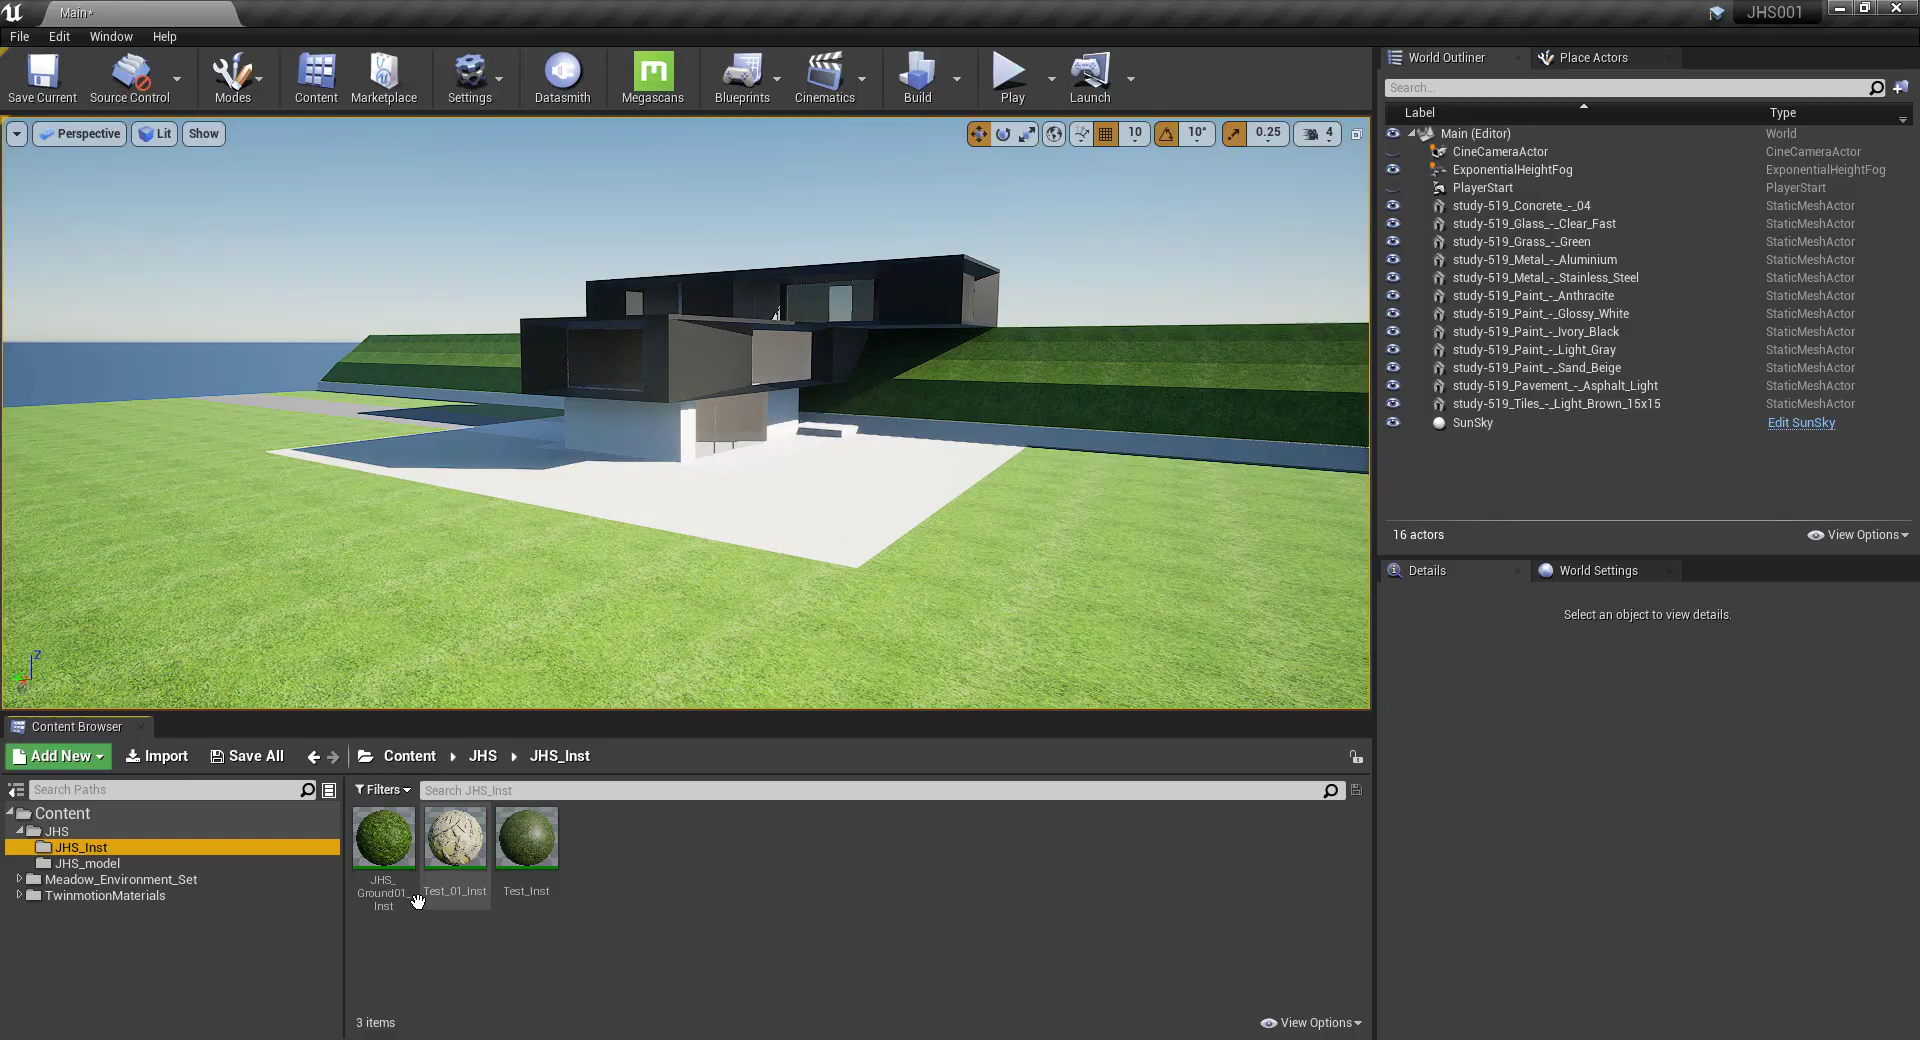 Main*
JHS001
File Edit Window Help
Save Current
Source Control
Modes
Content
Marketplace
Settings
Datasmith
Megascans
Blueprints
Cinematics
Build
Play
Launch
Perspective
Lit
Show
10
10°
0.25
4
Z
World Outliner
Place Actors
Search...
Label Type
Main (Editor) World
CineCameraActor CineCameraActor
ExponentialHeightFog ExponentialHeightFog
PlayerStart PlayerStart
study-519_Concrete_-_04 StaticMeshActor
study-519_Glass_-_Clear_Fast StaticMeshActor
study-519_Grass_-_Green StaticMeshActor
study-519_Metal_-_Aluminium StaticMeshActor
study-519_Metal_-_Stainless_Steel StaticMeshActor
study-519_Paint_-_Anthracite StaticMeshActor
study-519_Paint_-_Glossy_White StaticMeshActor
study-519_Paint_-_Ivory_Black StaticMeshActor
study-519_Paint_-_Light_Gray StaticMeshActor
study-519_Paint_-_Sand_Beige StaticMeshActor
study-519_Pavement_-_Asphalt_Light StaticMeshActor
study-519_Tiles_-_Light_Brown_15x15 StaticMeshActor
SunSky Edit SunSky
16 actors
View Options
Details
World Settings
Select an object to view details.
Content Browser
Add New
Import
Save All
Content
JHS
JHS_Inst
Search Paths
Filters
Search JHS_Inst
Content
JHS
JHS_Inst
JHS_model
Meadow_Environment_Set
TwinmotionMaterials
JHS_
Ground01_
Inst
Test_01_Inst
Test_Inst
3 items
View Options